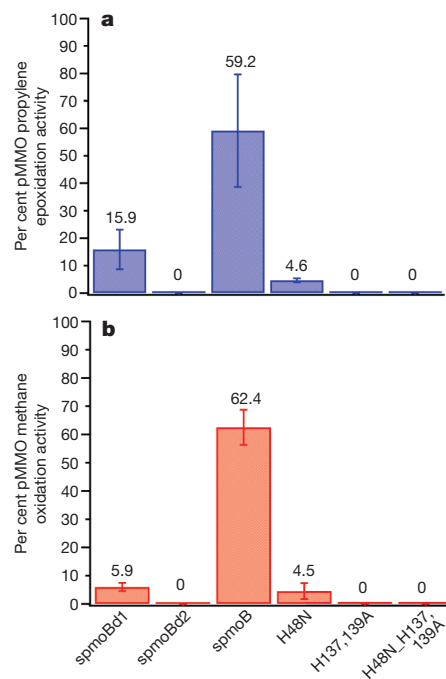 a
Per cent pMMO propylene
epoxidation activity
100
90
80
70
60
50
40
30
20
10
0
15.9
0
59.2
4.6
0
0
b
Per cent pMMO methane
oxidation activity
100
90
80
70
60
50
40
30
20
10
0
5.9
0
62.4
4.5
0
0
spmoBd1
spmoBd2
spmoB
H48N
H137,139A
H48N_H137,
139A